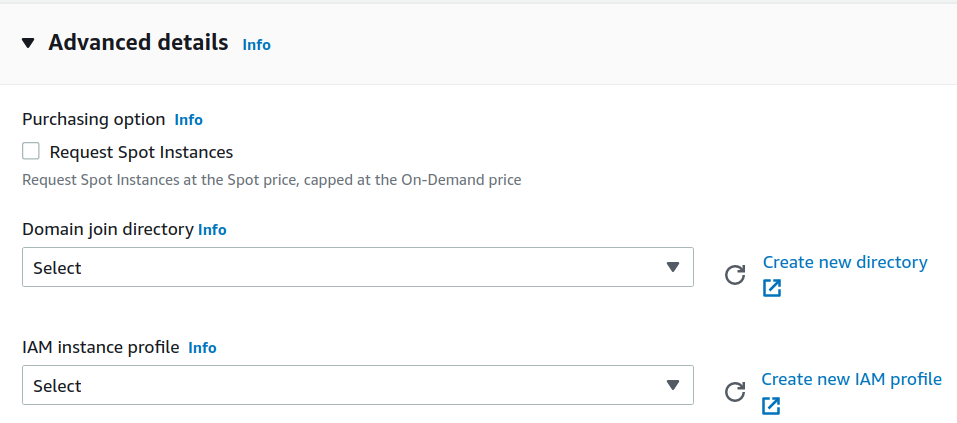 Advanced details Info
Purchasing option Info
Request Spot Instances
Request Spot Instances at the Spot price, capped at the On-Demand price
Domain join directory Info
Select
Create new directory
IAM instance profile Info
Select
Create new IAM profile